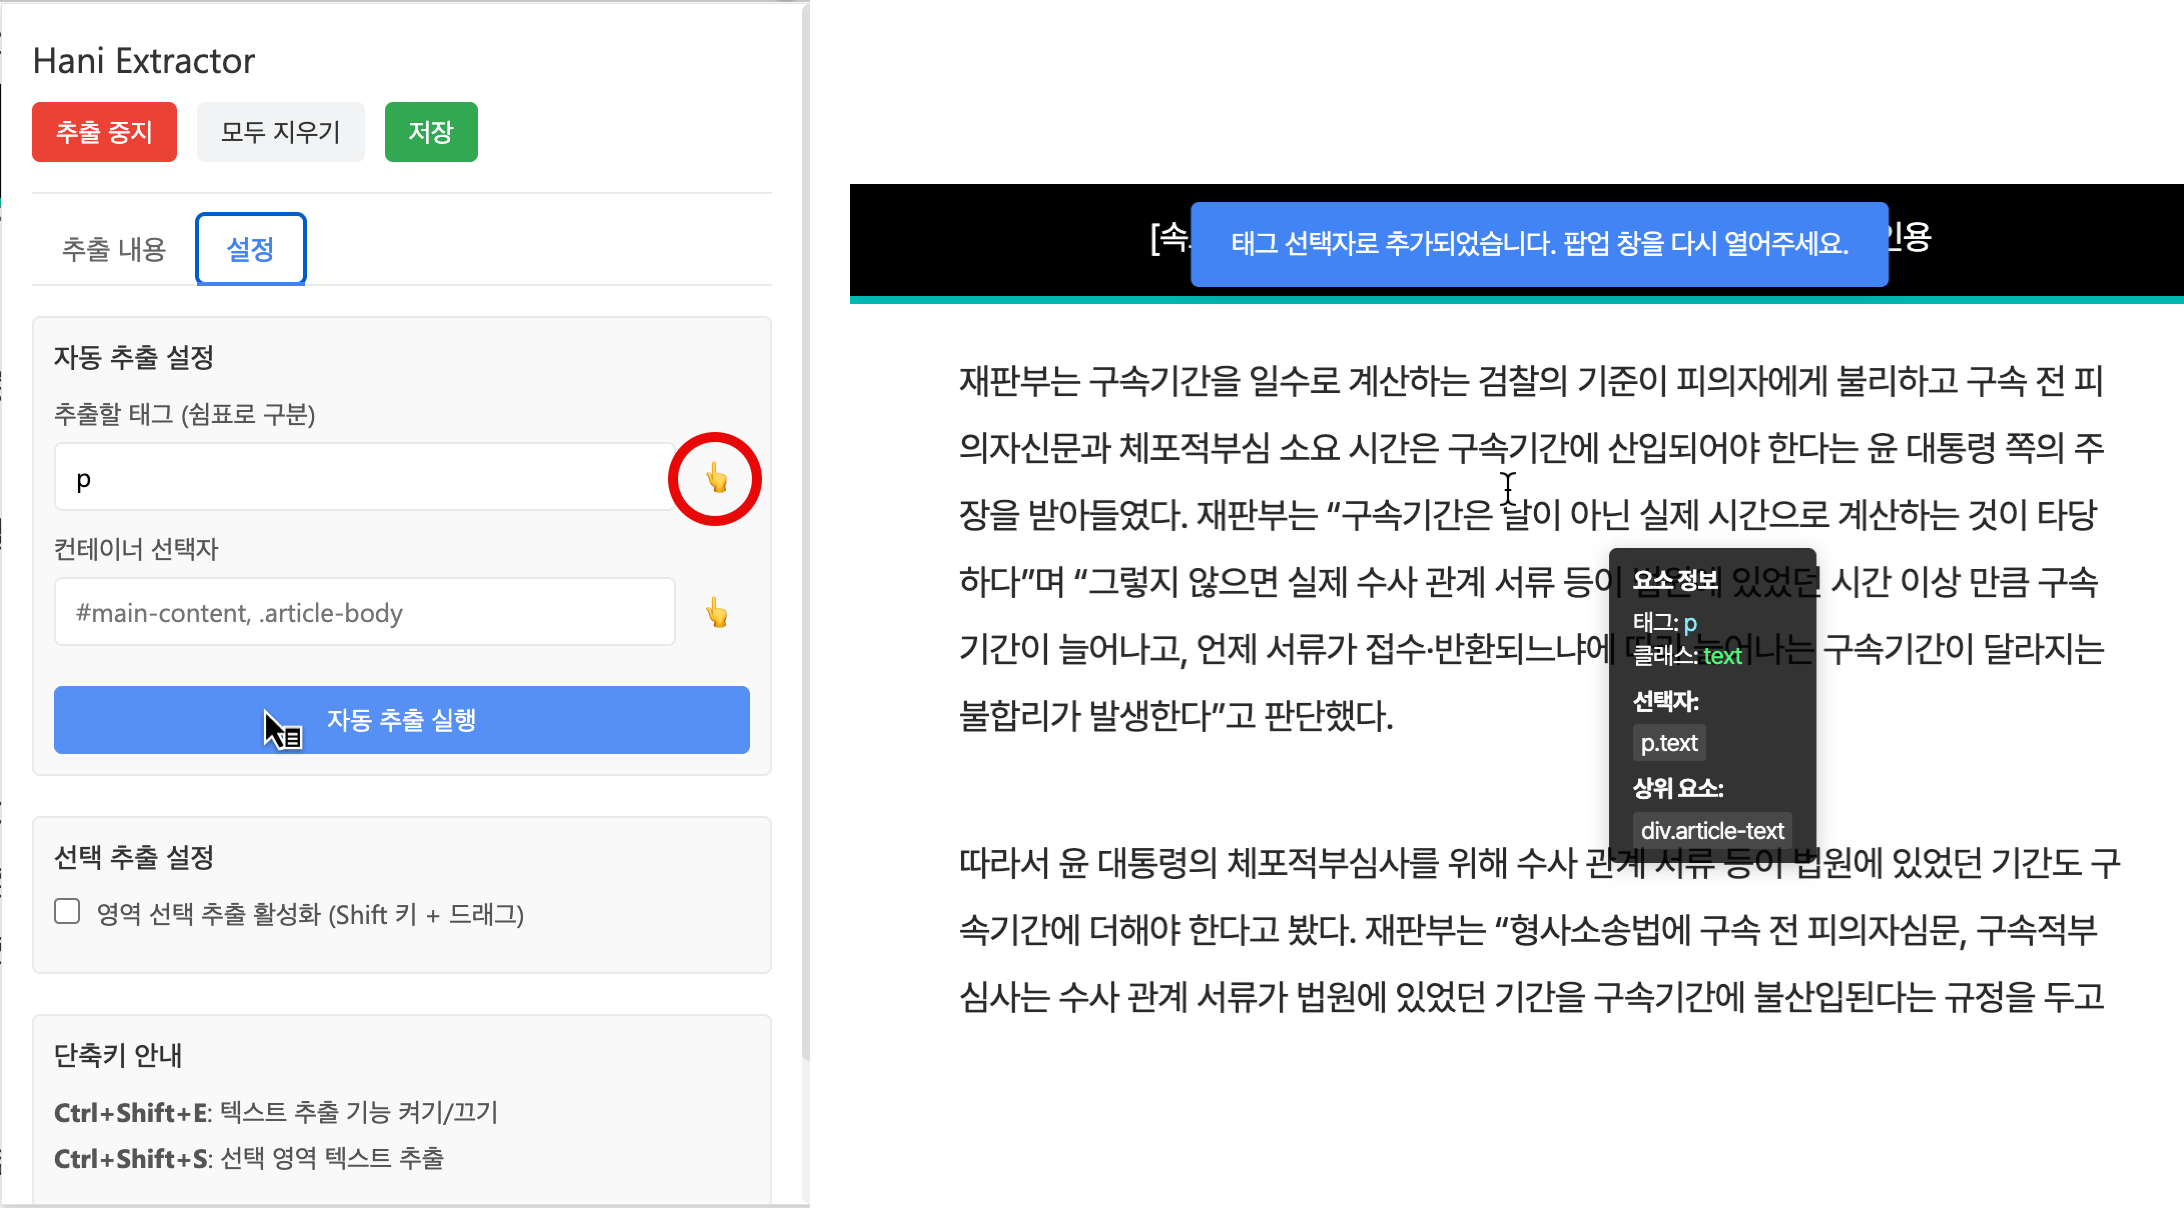 Hani Extractor
추출 중지
모두 지우기
저장
추출 내용
설정
자동 추출 설정
추출할 태그 (쉼표로 구분)
p
컨테이너 선택자
#main-content, .article-body
자동 추출 실행
선택 추출 설정
영역 선택 추출 활성화 (Shift 키 + 드래그)
단축키 안내
Ctrl+Shift+E: 텍스트 추출 기능 켜기/끄기
Ctrl+Shift+S: 선택 영역 텍스트 추출
[속 인용
태그 선택자로 추가되었습니다. 팝업 창을 다시 열어주세요.
재판부는 구속기간을 일수로 계산하는 검찰의 기준이 피의자에게 불리하고 구속 전 피
의자신문과 체포적부심 소요 시간은 구속기간에 산입되어야 한다는 윤 대통령 쪽의 주
장을 받아들였다. 재판부는 “구속기간은 날이 아닌 실제 시간으로 계산하는 것이 타당
하다”며 “그렇지 않으면 실제 수사 관계 서류 등이 법원에 있었던 시간 이상 만큼 구속
기간이 늘어나고, 언제 서류가 접수·반환되느냐에 따라 늘어나는 구속기간이 달라지는
불합리가 발생한다”고 판단했다.
요소 정보
태그: p
클래스: text
선택자:
p.text
상위 요소:
div.article-text
따라서 윤 대통령의 체포적부심사를 위해 수사 관계 서류 등이 법원에 있었던 기간도 구
속기간에 더해야 한다고 봤다. 재판부는 “형사소송법에 구속 전 피의자심문, 구속적부
심사는 수사 관계 서류가 법원에 있었던 기간을 구속기간에 불산입된다는 규정을 두고